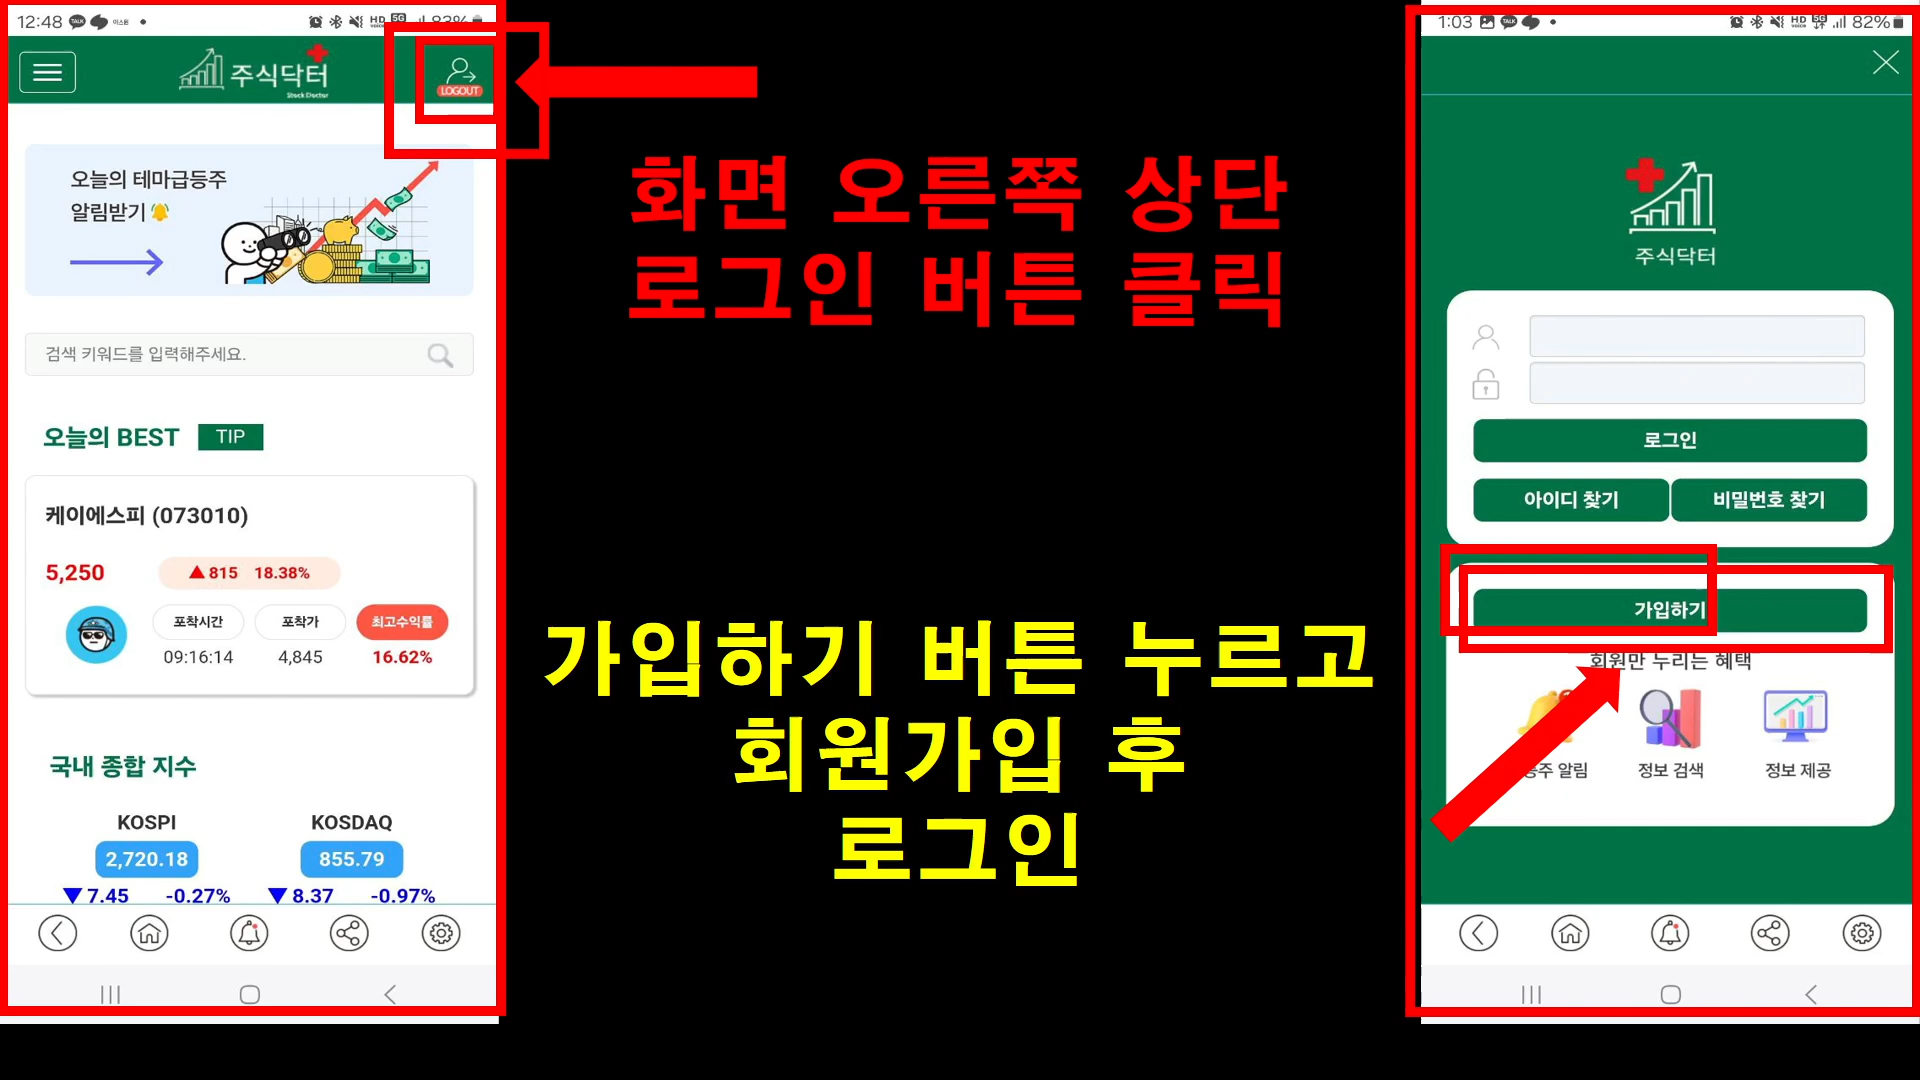 12:48
HD
5G
83%
주식닥터
Stock Doctor
LOGOUT
오늘의 테마급등주
알림받기
검색 키워드를 입력해주세요.
오늘의 BEST TIP
케이에스피 (073010)
5,250 ▲815 18.38%
포착시간 포착가 최고수익률
09:16:14 4,845 16.62%
국내 종합 지수
KOSPI KOSDAQ
2,720.18 855.79
▼7.45 -0.27% ▼8.37 -0.97%
화면 오른쪽 상단
로그인 버튼 클릭
가입하기 버튼 누르고
회원가입 후
로그인
1:03
82%
주식닥터
로그인
아이디 찾기 비밀번호 찾기
가입하기
회원만 누리는 혜택
주 알림 정보 검색 정보 제공